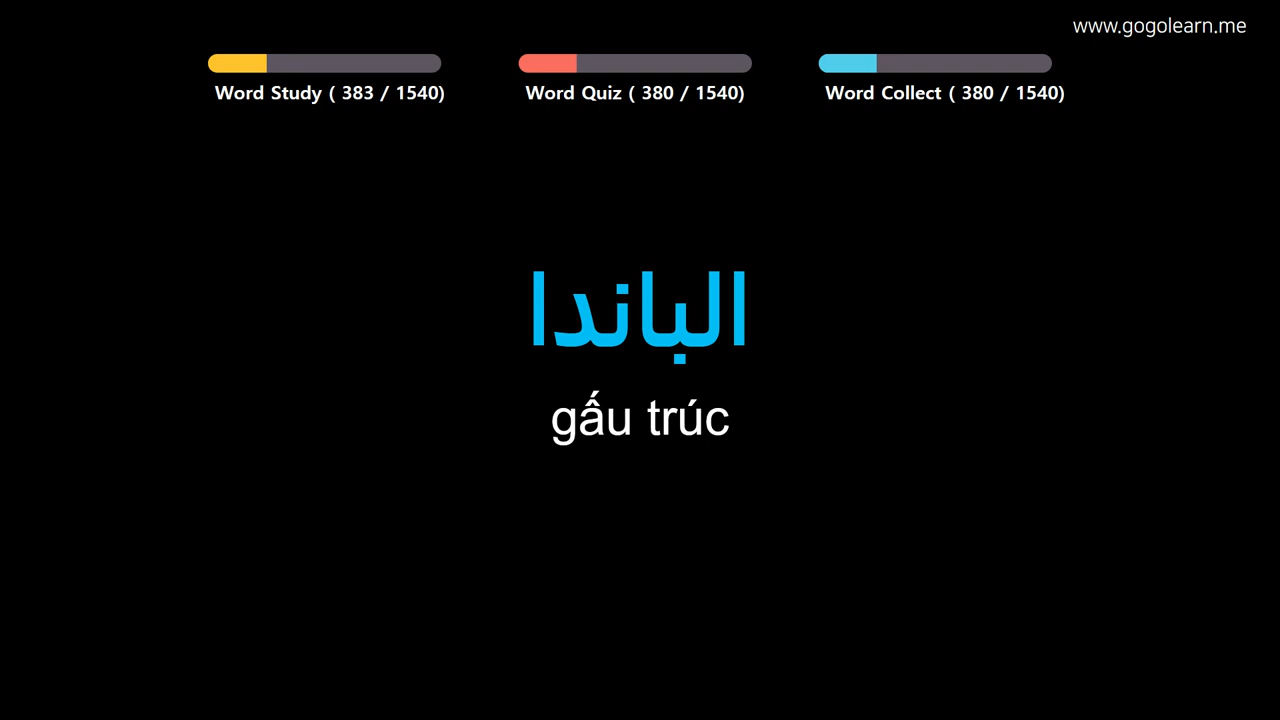 www.gogolearn.me
Word Study ( 383 / 1540)
Word Quiz ( 380 / 1540)
Word Collect ( 380 / 1540)
الباندا
gấu trúc